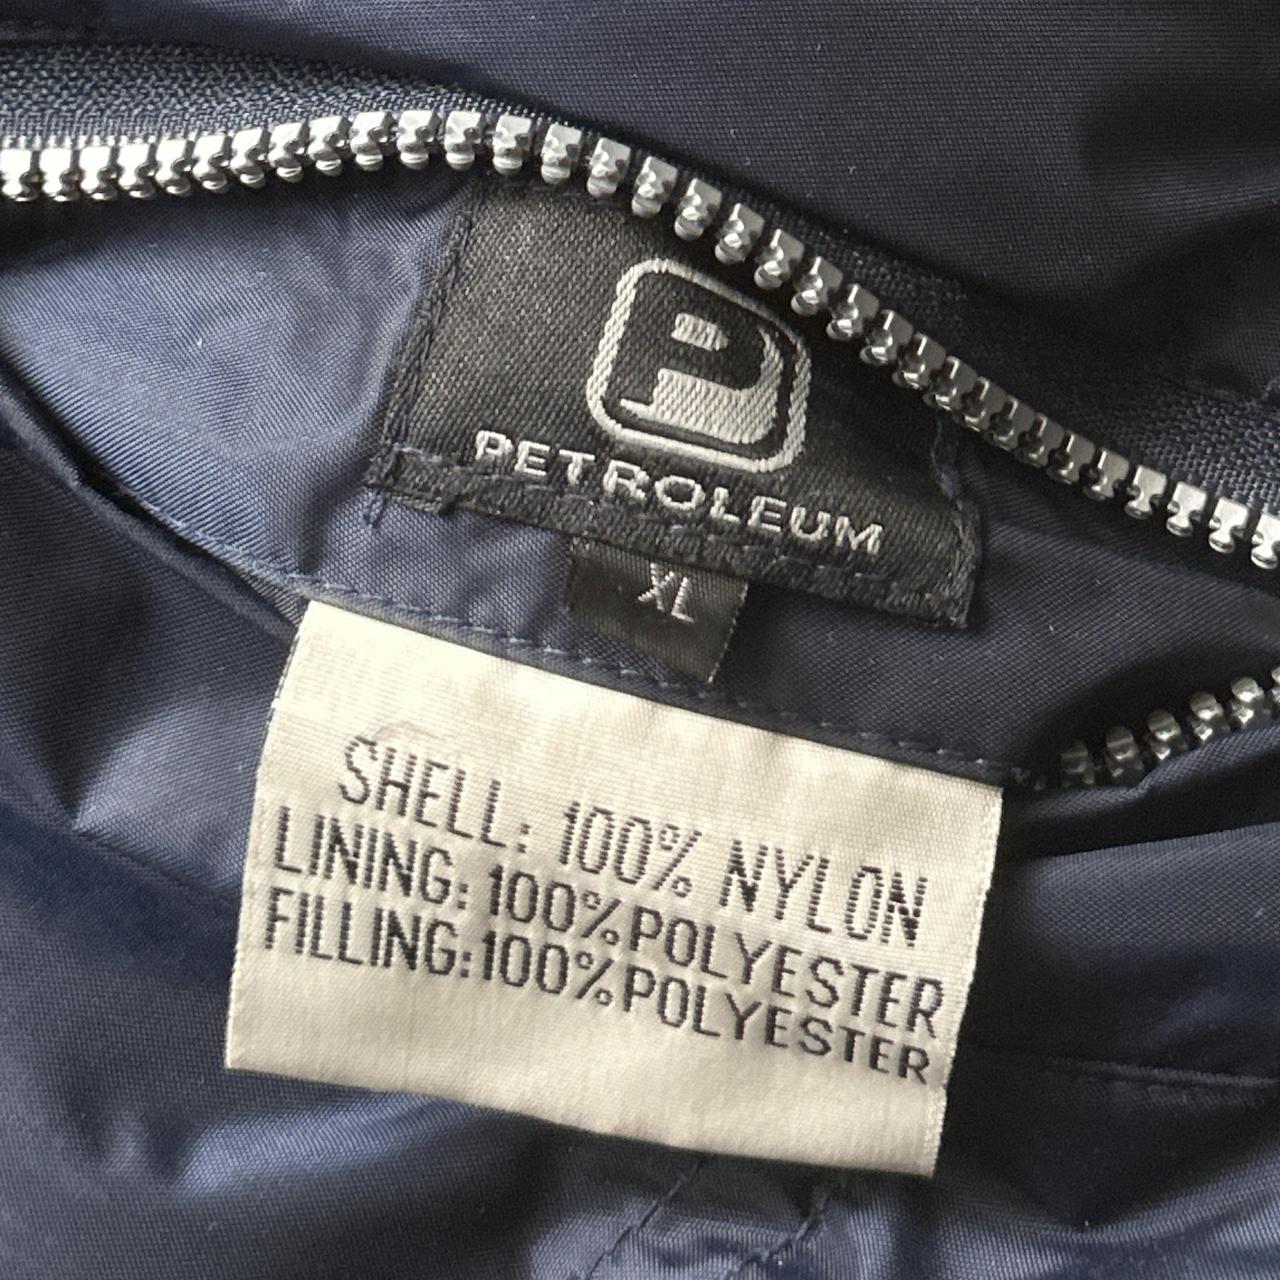 P
PETROLEUM
XL
SHELL: 100% NYLON
LINING: 100%POLYESTER
FILLING:100%POLYESTER